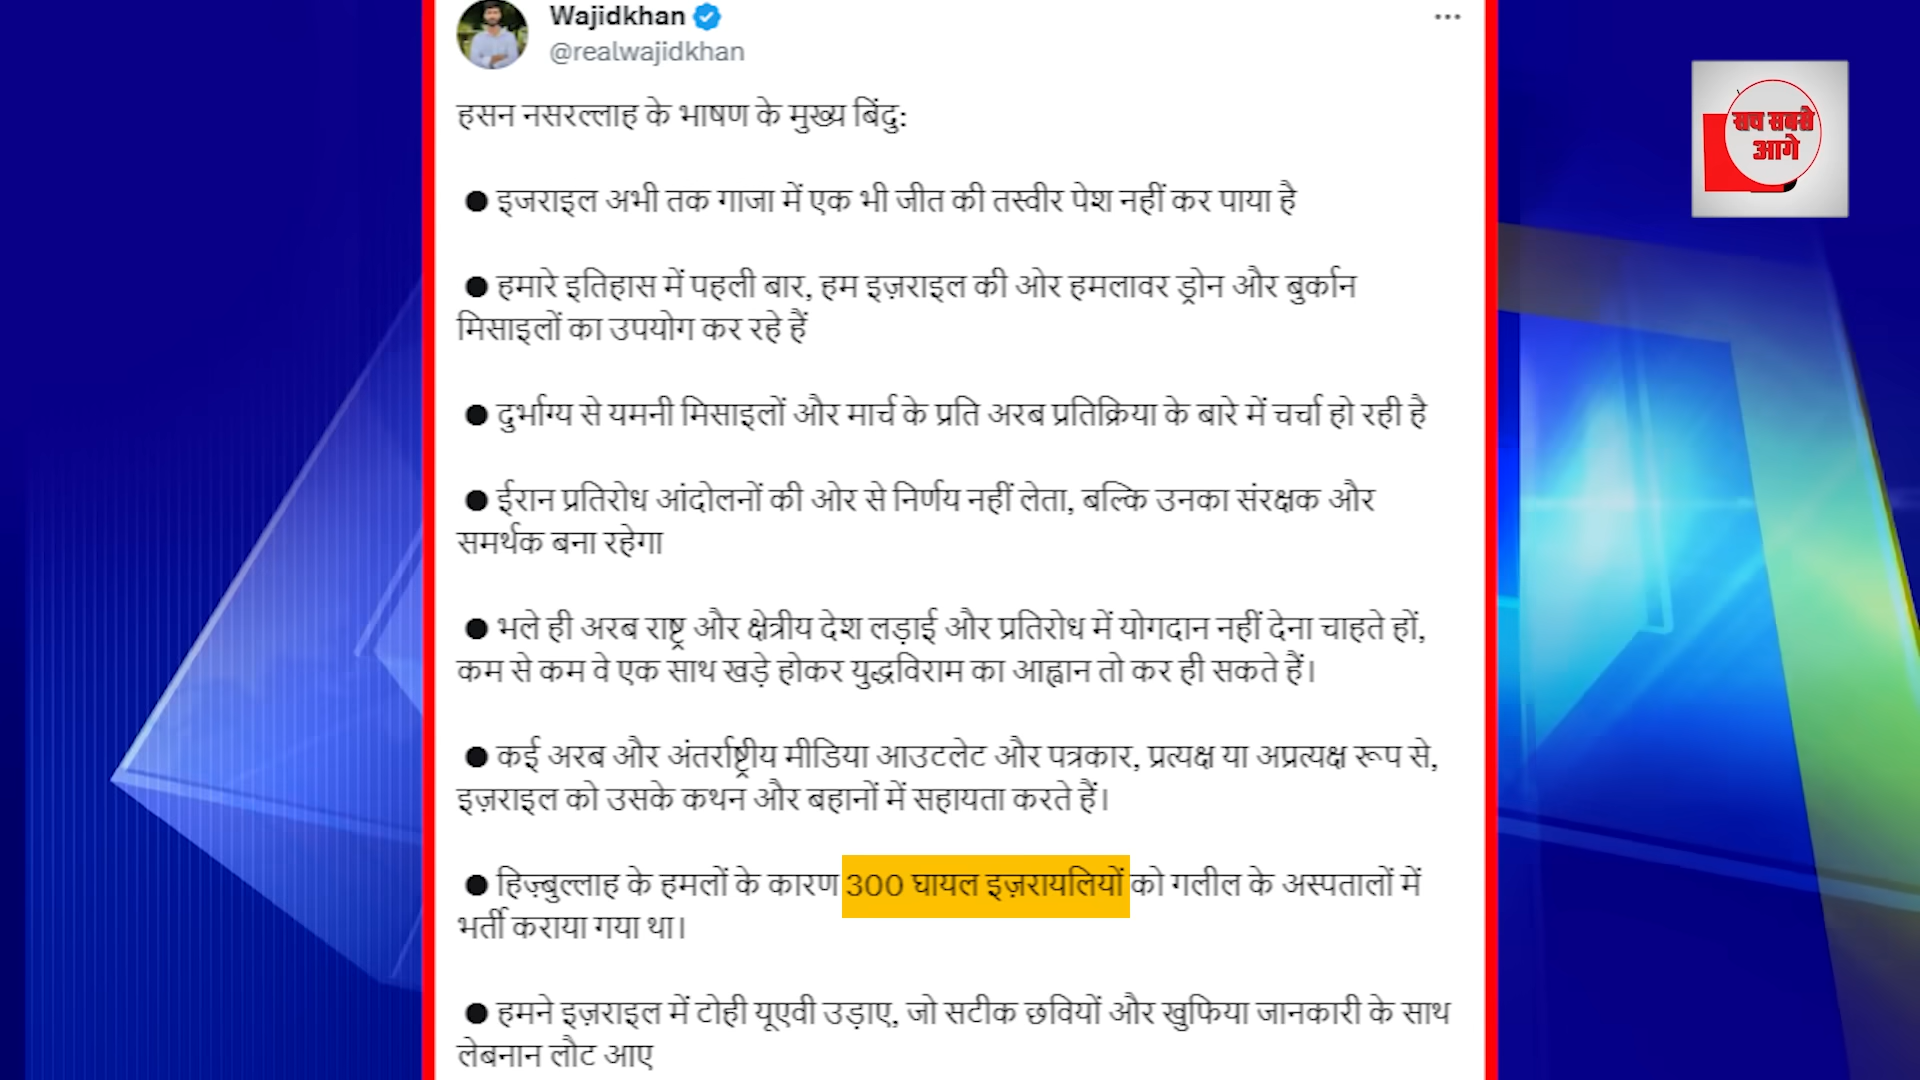 Wajidkhan
@realwajidkhan
सच सबसे
आगे
हसन नसरल्लाह के भाषण के मुख्य बिंदु:
● इजराइल अभी तक गाजा में एक भी जीत की तस्वीर पेश नहीं कर पाया है
● हमारे इतिहास में पहली बार, हम इज़राइल की ओर हमलावर ड्रोन और बुर्कान
मिसाइलों का उपयोग कर रहे हैं
● दुर्भाग्य से यमनी मिसाइलों और मार्च के प्रति अरब प्रतिक्रिया के बारे में चर्चा हो रही है
● ईरान प्रतिरोध आंदोलनों की ओर से निर्णय नहीं लेता, बल्कि उनका संरक्षक और
समर्थक बना रहेगा
● भले ही अरब राष्ट्र और क्षेत्रीय देश लड़ाई और प्रतिरोध में योगदान नहीं देना चाहते हों,
कम से कम वे एक साथ खड़े होकर युद्धविराम का आह्वान तो कर ही सकते हैं।
● कई अरब और अंतर्राष्ट्रीय मीडिया आउटलेट और पत्रकार, प्रत्यक्ष या अप्रत्यक्ष रूप से,
इज़राइल को उसके कथन और बहानों में सहायता करते हैं।
● हिज़्बुल्लाह के हमलों के कारण 300 घायल इज़रायलियों को गलील के अस्पतालों में
भर्ती कराया गया था।
● हमने इज़राइल में टोही यूएवी उड़ाए, जो सटीक छवियों और खुफिया जानकारी के साथ
लेबनान लौट आए